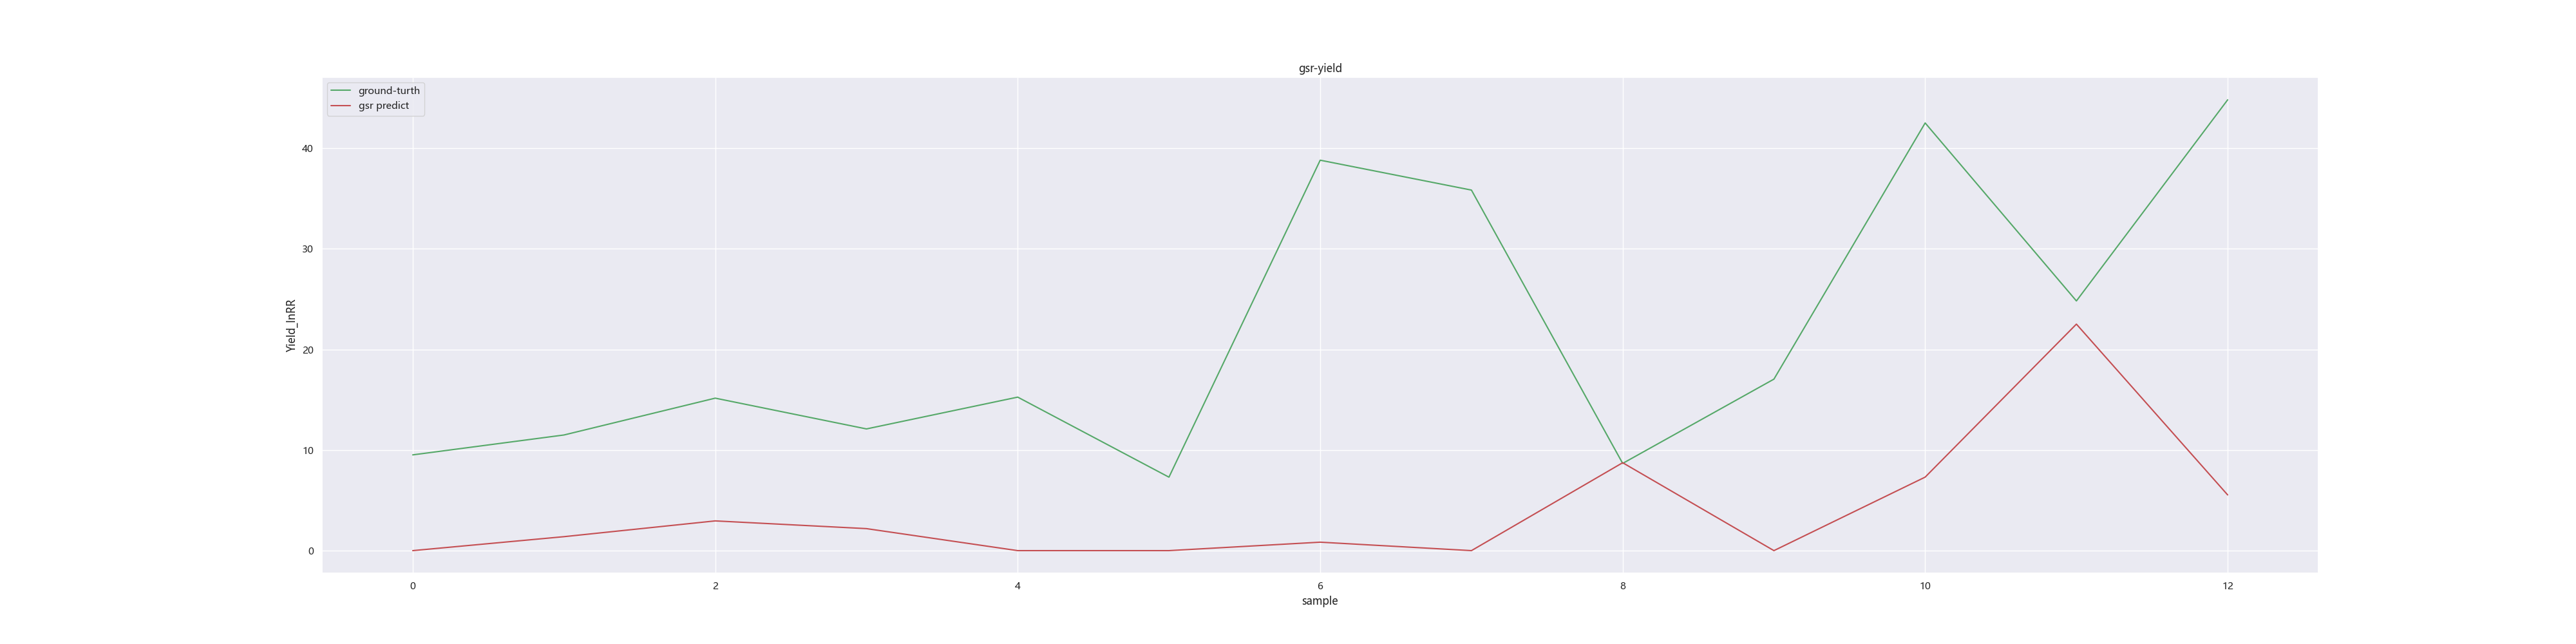 gsr-yield
ground-turth
gsr predict
Yield_lnRR
40
30
20
10
0
0 2 4 6 8 10 12
sample